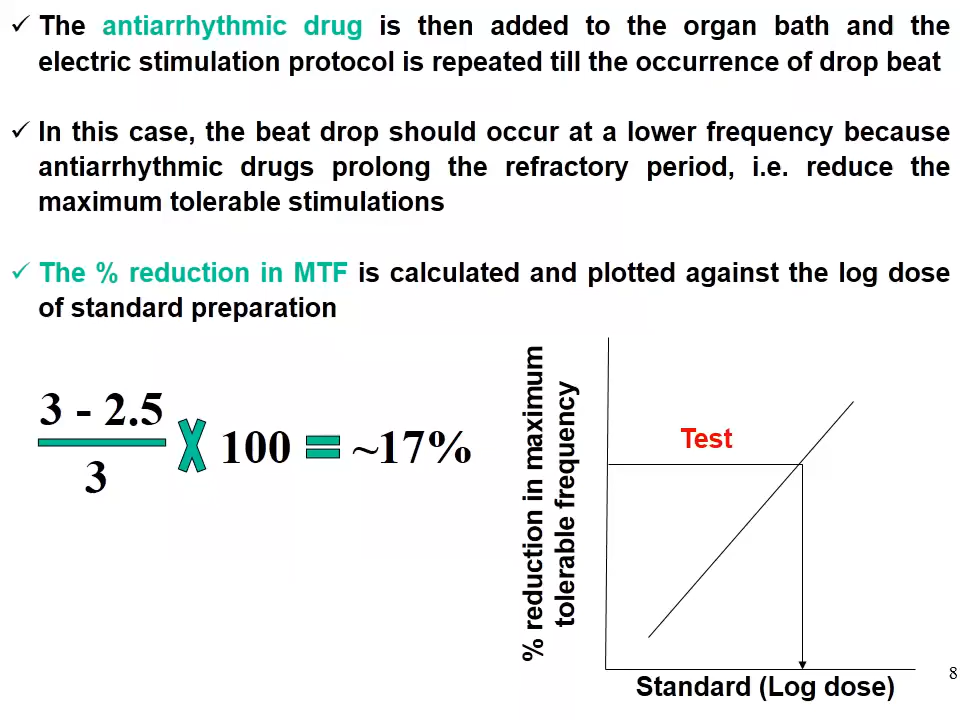 ✓ The antiarrhythmic drug is then added to the organ bath and the
electric stimulation protocol is repeated till the occurrence of drop beat
✓ In this case, the beat drop should occur at a lower frequency because
antiarrhythmic drugs prolong the refractory period, i.e. reduce the
maximum tolerable stimulations
✓ The % reduction in MTF is calculated and plotted against the log dose
of standard preparation
3 - 2.5
3
× 100 = ~17%
% reduction in maximum
tolerable frequency
Test
Standard (Log dose)
8